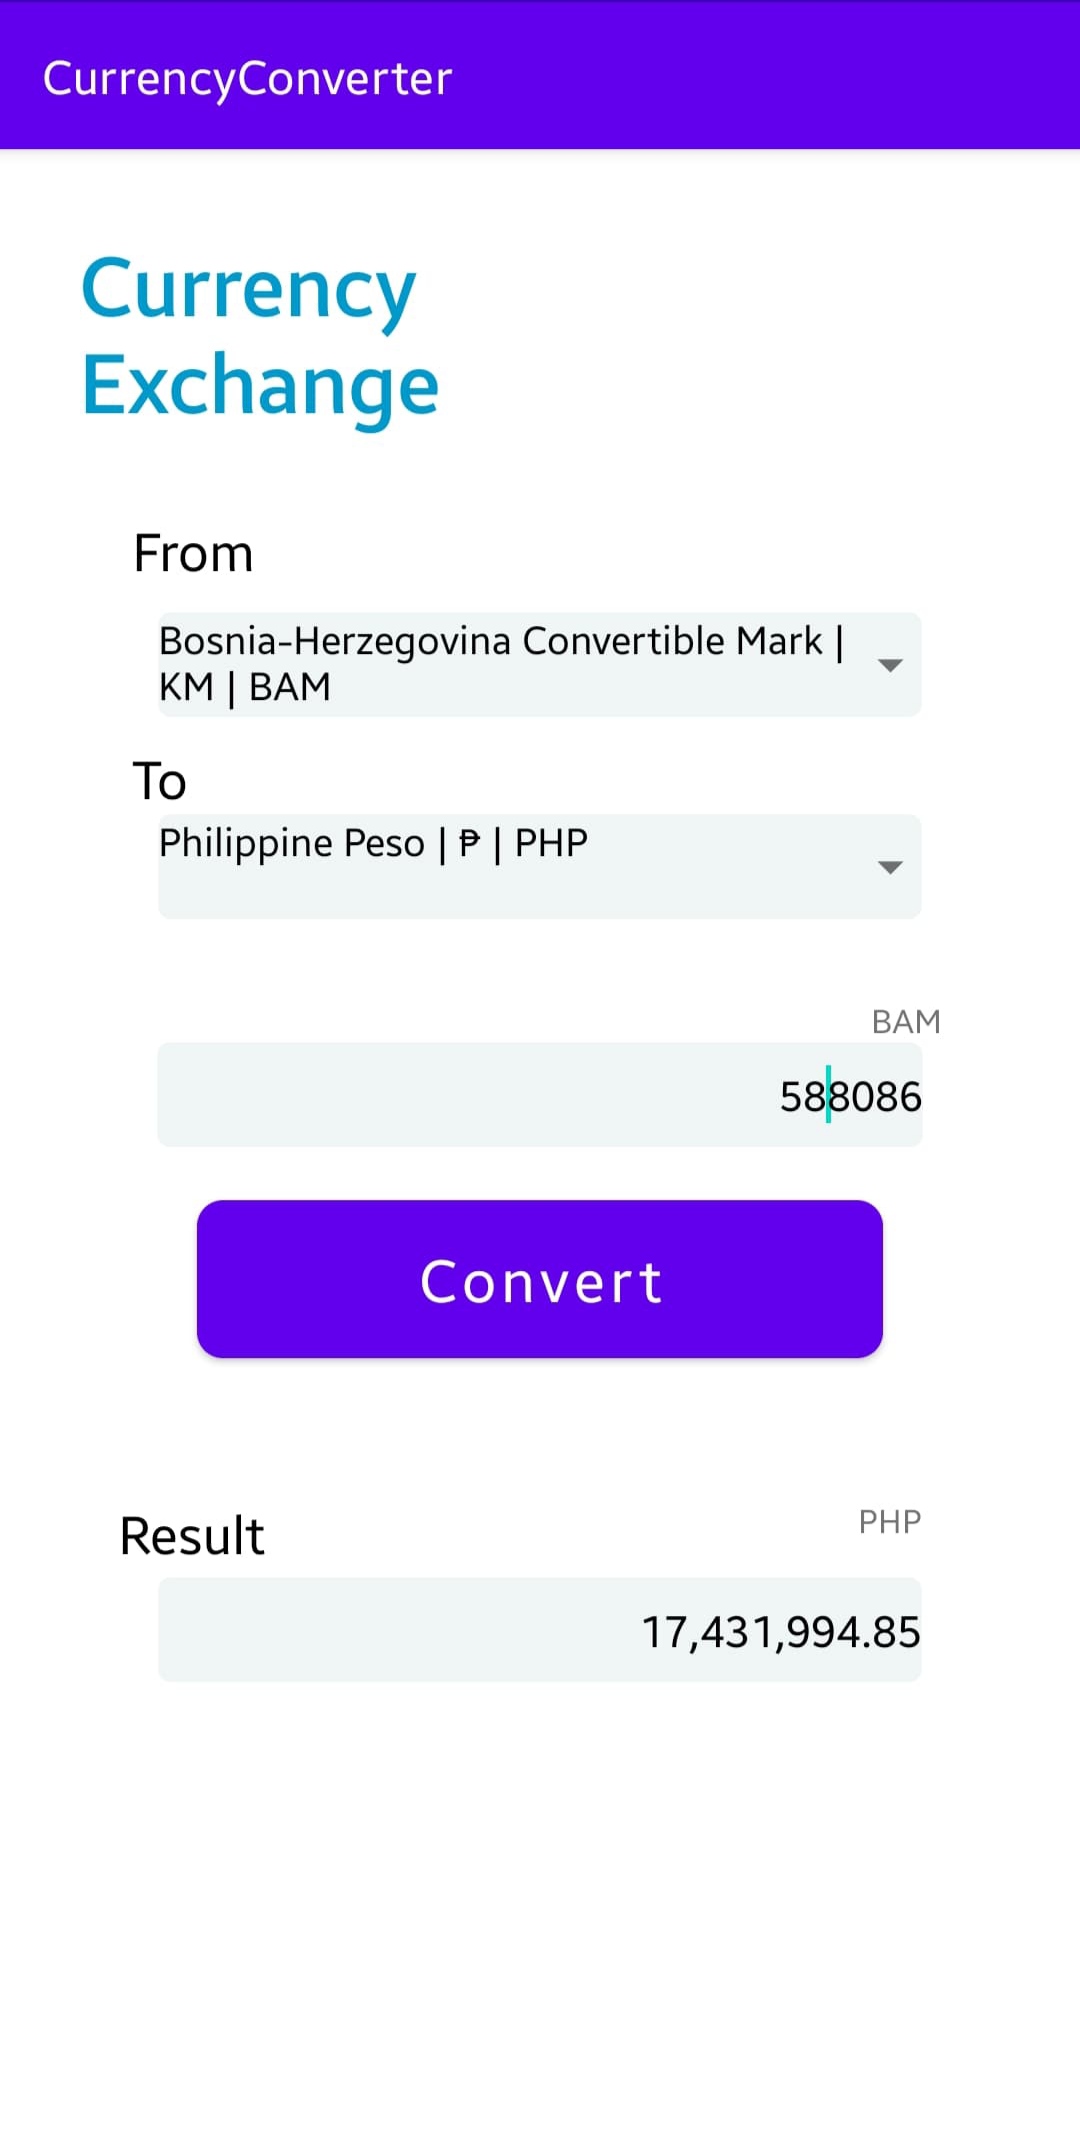 CurrencyConverter
Currency
Exchange
From
Bosnia-Herzegovina Convertible Mark |
KM | BAM
To
Philippine Peso | ₱ | PHP
BAM
588086
Convert
Result
PHP
17,431,994.85